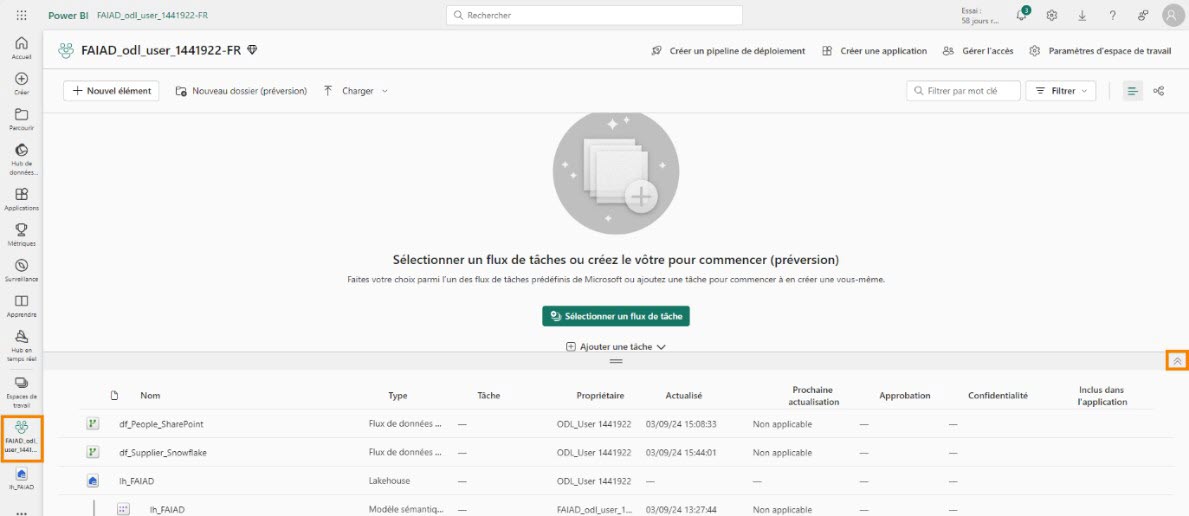 Power BI FAIAD_odl_user_1441922-FR
Rechercher
Essai :
58 jours r...
3
FAIAD_odl_user_1441922-FR
Créer un pipeline de déploiement
Créer une application
Gérer l'accès
Paramètres d'espace de travail
Nouvel élément
Nouveau dossier (préversion)
Charger
Filtrer par mot clé
Filtrer
Accueil
Créer
Parcourir
Hub de
données...
Applications
Métriques
Surveillance
Apprendre
Hub en
temps réel
Espaces de
travail
FAIAD_odl_
user_1441...
lh_FAIAD
Sélectionner un flux de tâches ou créez le vôtre pour commencer (préversion)
Faites votre choix parmi l'un des flux de tâches prédéfinis de Microsoft ou ajoutez une tâche pour commencer à en créer une vous-même.
Sélectionner un flux de tâche
Ajouter une tâche
Nom Type Tâche Propriétaire Actualisé Prochaine actualisation Approbation Confidentialité Inclus dans l'application
df_People_SharePoint Flux de données ... — ODL_User 1441922 03/09/24 15:08:33 Non applicable — —
df_Supplier_Snowflake Flux de données ... — ODL_User 1441922 03/09/24 15:44:01 Non applicable — —
lh_FAIAD Lakehouse — ODL_User 1441922 — — — —
lh_FAIAD Modèle sémantiq... — FAIAD_odl_user_1... 03/09/24 13:27:44 Non applicable — —